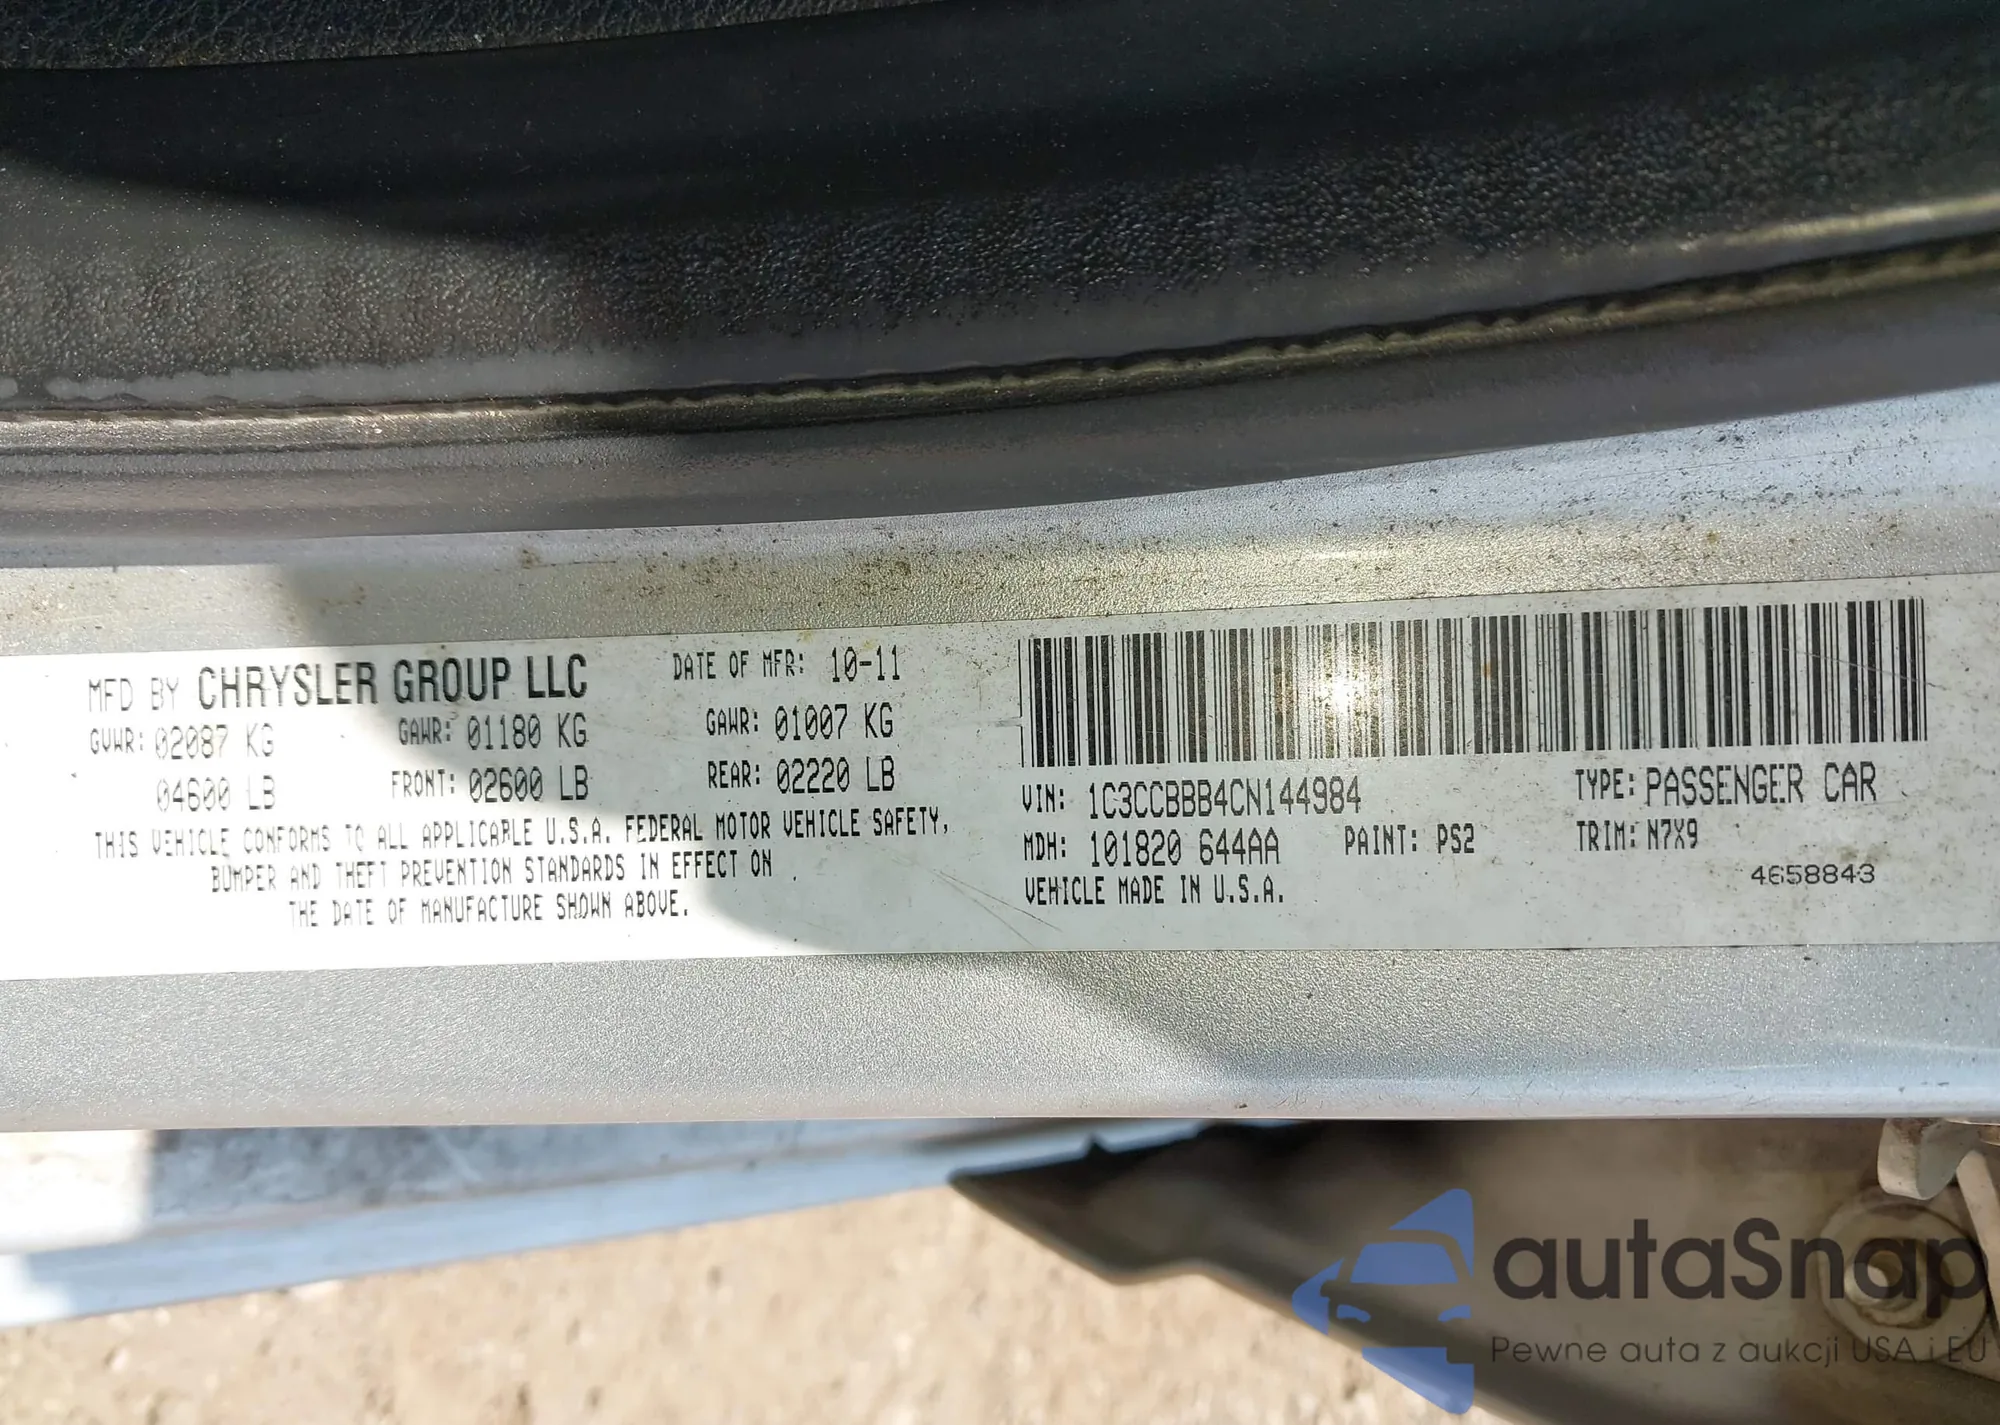 MFD BY CHRYSLER GROUP LLC
DATE OF MFR: 10-11
GVWR: 02087 KG
GAWR: 01180 KG
GAWR: 01007 KG
04600 LB
FRONT: 02600 LB
REAR: 02220 LB
THIS VEHICLE CONFORMS TO ALL APPLICABLE U.S.A. FEDERAL MOTOR VEHICLE SAFETY,
BUMPER AND THEFT PREVENTION STANDARDS IN EFFECT ON
THE DATE OF MANUFACTURE SHOWN ABOVE.
VIN: 1C3CCBBB4CN144984
TYPE: PASSENGER CAR
MDH: 101820 644AA
PAINT: PS2
TRIM: N7X9
VEHICLE MADE IN U.S.A.
4658843
autaSnap
Pewne auta z aukcji USA i EU